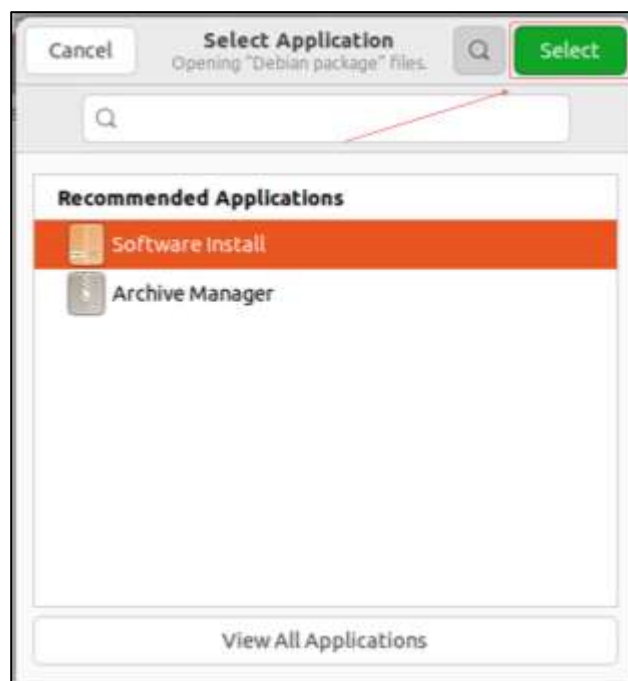 Cancel
Select Application
Opening "Debian package" files.
Select
Recommended Applications
Software Install
Archive Manager
View All Applications